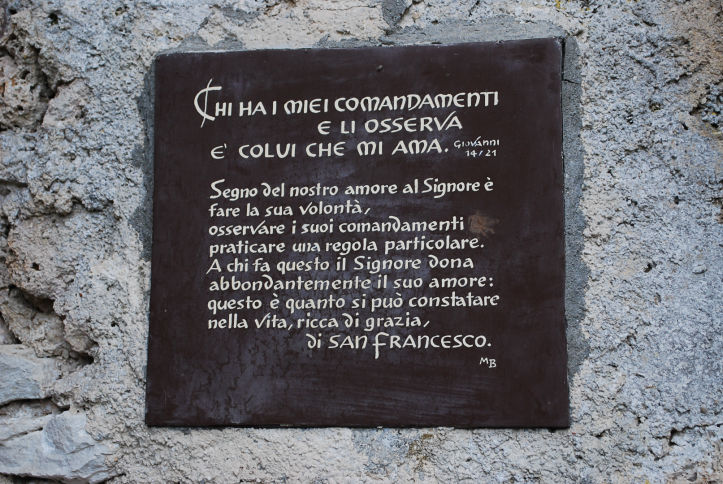 CHI HA I MIEI COMANDAMENTI
E LI OSSERVA
E' COLUI CHE MI AMA. Giovanni 14/21
Segno del nostro amore al Signore è
fare la sua volontà,
osservare i suoi comandamenti
praticare una regola particolare.
A chi fa questo il Signore dona
abbondantemente il suo amore:
questo è quanto si può constatare
nella vita, ricca di grazia,
di SAN FRANCESCO.
MB